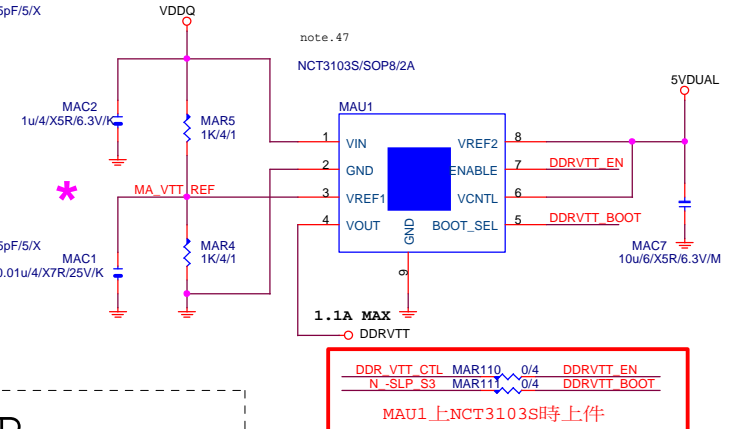 5pF/5/X
VDDQ
note.47
NCT3103S/SOP8/2A
5VDUAL
MAC2
1u/4/X5R/6.3V/K
MAR5
1K/4/1
MAU1
1 VIN
VREF2 8
2 GND
ENABLE 7 DDRVTT_EN
MA_VTT_REF
3 VREF1
VCNTL 6
4 VOUT
BOOT_SEL 5 DDRVTT_BOOT
GND
9
*
5pF/5/X
MAC1
0.01u/4/X7R/25V/K
MAR4
1K/4/1
MAC7
10u/6/X5R/6.3V/M
1.1A MAX
DDRVTT
DDR_VTT_CTL MAR110 0/4 DDRVTT_EN
N_-SLP_S3 MAR111 0/4 DDRVTT_BOOT
MAU1上NCT3103S時上件